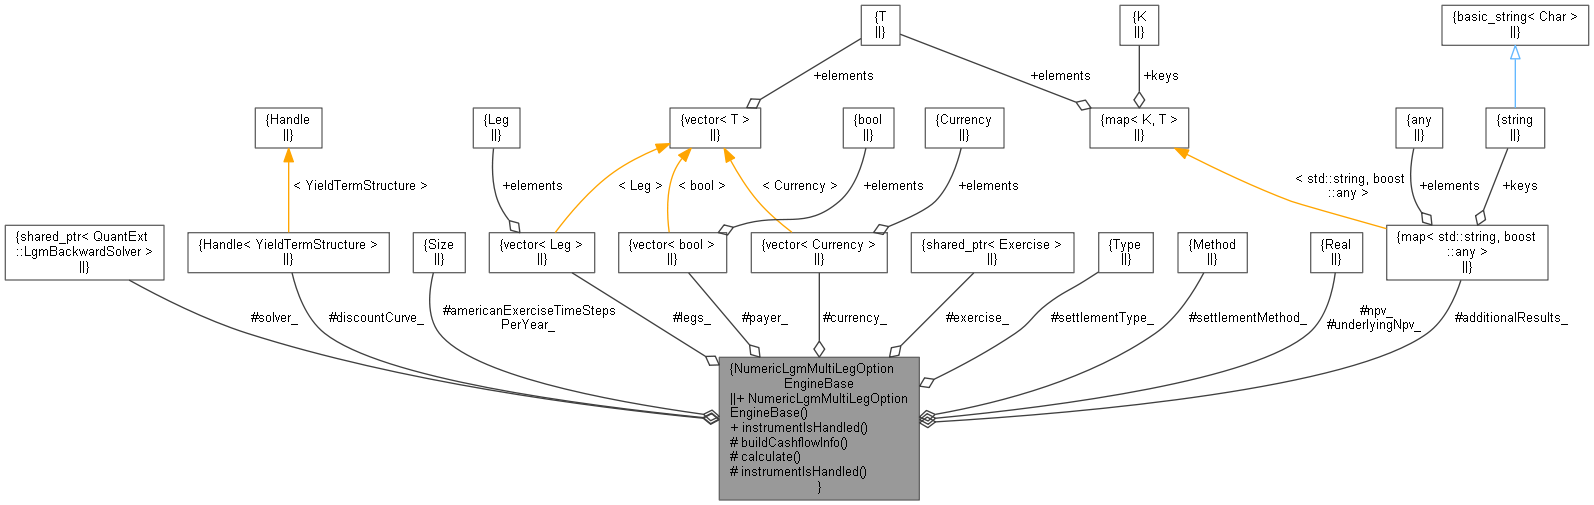 {T
||}
{K
||}
{basic_string< Char >
||}
+elements
+elements
+keys
{Handle
||}
{Leg
||}
{vector< T >
||}
{bool
||}
{Currency
||}
{map< K, T >
||}
{any
||}
{string
||}
< YieldTermStructure >
+elements
< Leg >
< bool >
< Currency >
+elements
+elements
< std::string, boost
::any >
+elements
+keys
{shared_ptr< QuantExt
::LgmBackwardSolver >
||}
{Handle< YieldTermStructure >
||}
{Size
||}
{vector< Leg >
||}
{vector< bool >
||}
{vector< Currency >
||}
{shared_ptr< Exercise >
||}
{Type
||}
{Method
||}
{Real
||}
{map< std::string, boost
::any >
||}
#solver_
#discountCurve_
#americanExerciseTimeSteps
PerYear_
#legs_
#payer_
#currency_
#exercise_
#settlementType_
#settlementMethod_
#npv_
#underlyingNpv_
#additionalResults_
{NumericLgmMultiLegOption
EngineBase
||+ NumericLgmMultiLegOption
EngineBase()
+ instrumentIsHandled()
# buildCashflowInfo()
# calculate()
# instrumentIsHandled()
}